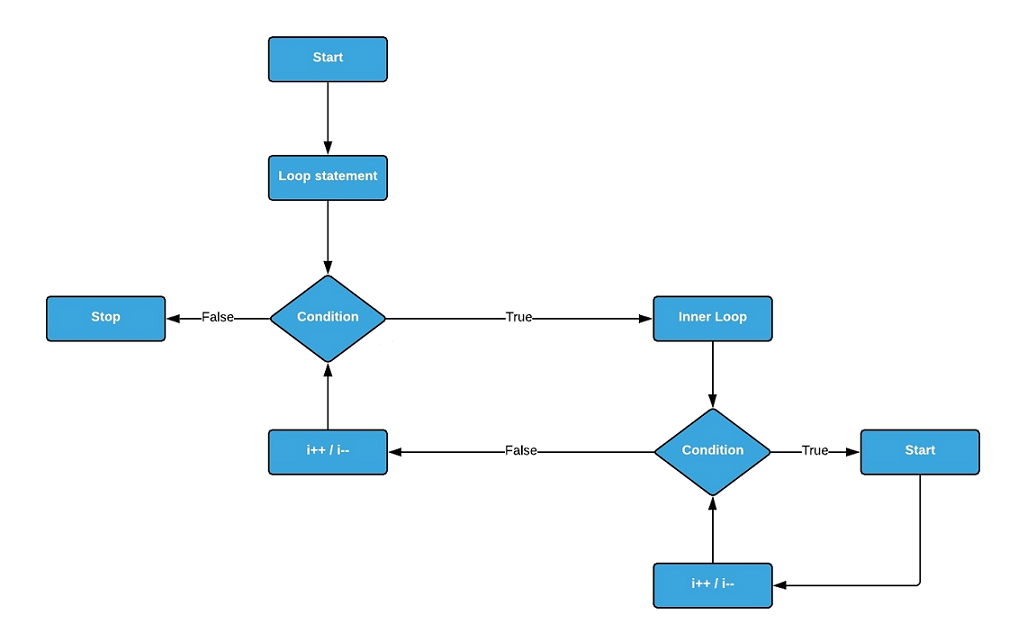 Start
Loop statement
Stop
False
Condition
True
Inner Loop
i++ / i--
False
Condition
True
Start
i++ / i--